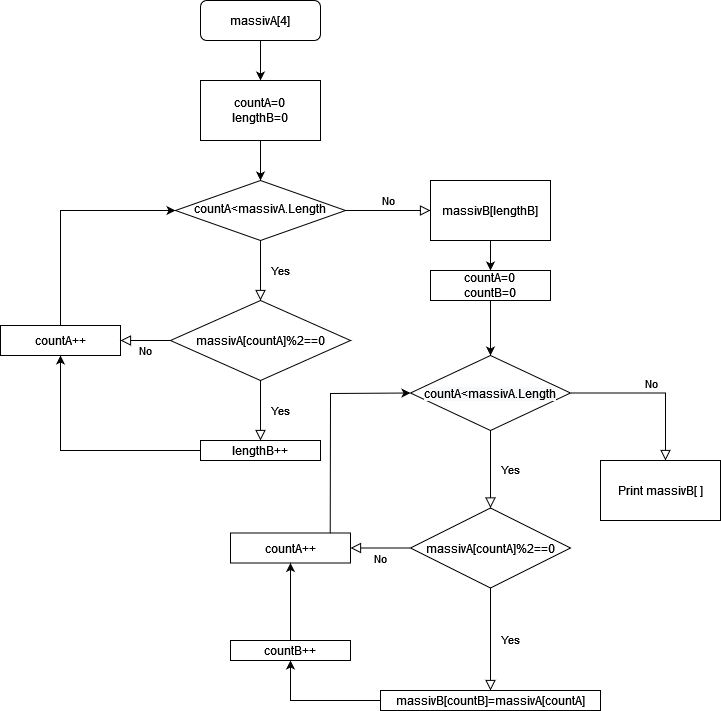 massivA[4]
countA=0
lengthB=0
countA<massivA.Length
No
massivB[lengthB]
Yes
countA=0
countB=0
countA++
No
massivA[countA]%2==0
Yes
lengthB++
countA<massivA.Length
No
Yes
Print massivB[ ]
countA++
No
massivA[countA]%2==0
Yes
countB++
massivB[countB]=massivA[countA]